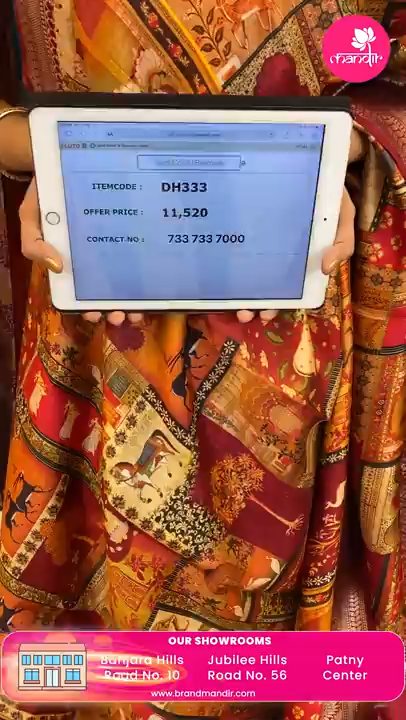 mandir
ITEMCODE : DH333
OFFER PRICE : 11,520
CONTACT NO : 733 733 7000
OUR SHOWROOMS
Banjara Hills Road No. 10
Jubilee Hills Road No. 56
Patny Center
www.brandmandir.com